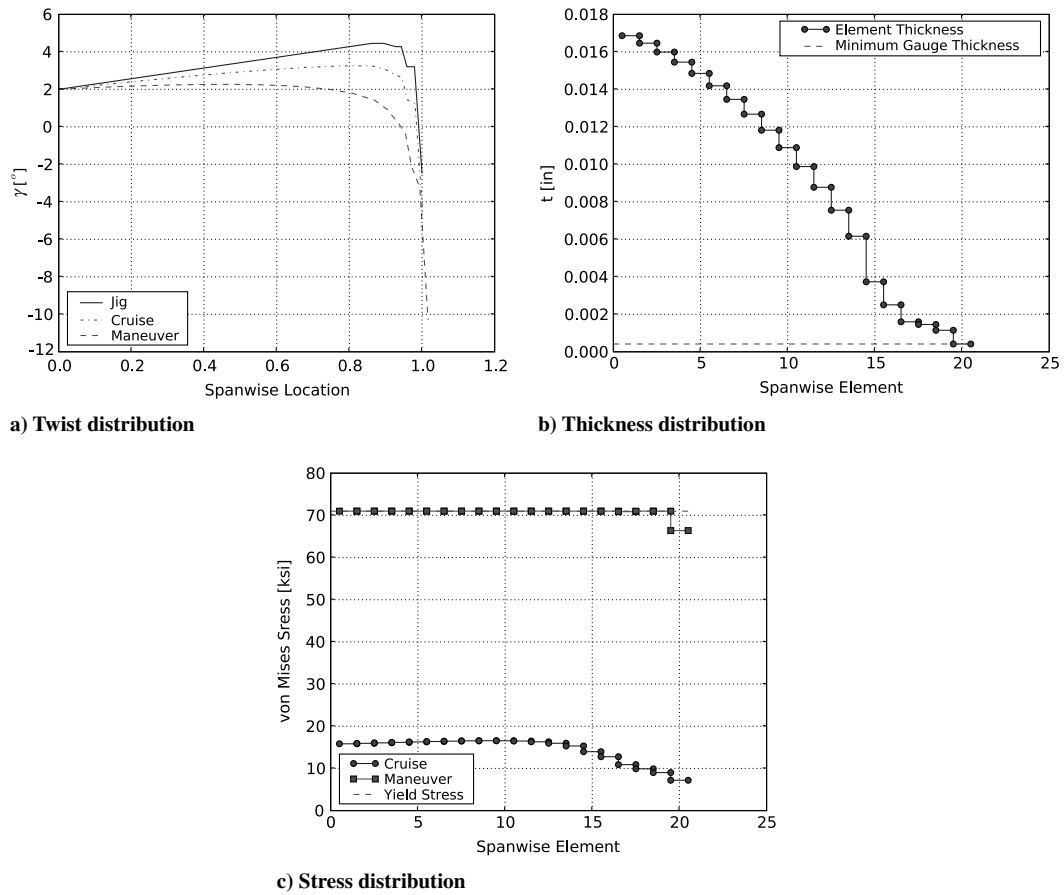 6
4
2
0
-2
-4
-6
-8
-10
-12
γ [°]
Jig
Cruise
Maneuver
0.0 0.2 0.4 0.6 0.8 1.0 1.2
Spanwise Location
a) Twist distribution
0.018
0.016
0.014
0.012
0.010
0.008
0.006
0.004
0.002
0.000
t [in]
Element Thickness
Minimum Gauge Thickness
0 5 10 15 20 25
Spanwise Element
b) Thickness distribution
80
70
60
50
40
30
20
10
0
von Mises Sress [ksi]
Cruise
Maneuver
Yield Stress
0 5 10 15 20 25
Spanwise Element
c) Stress distribution